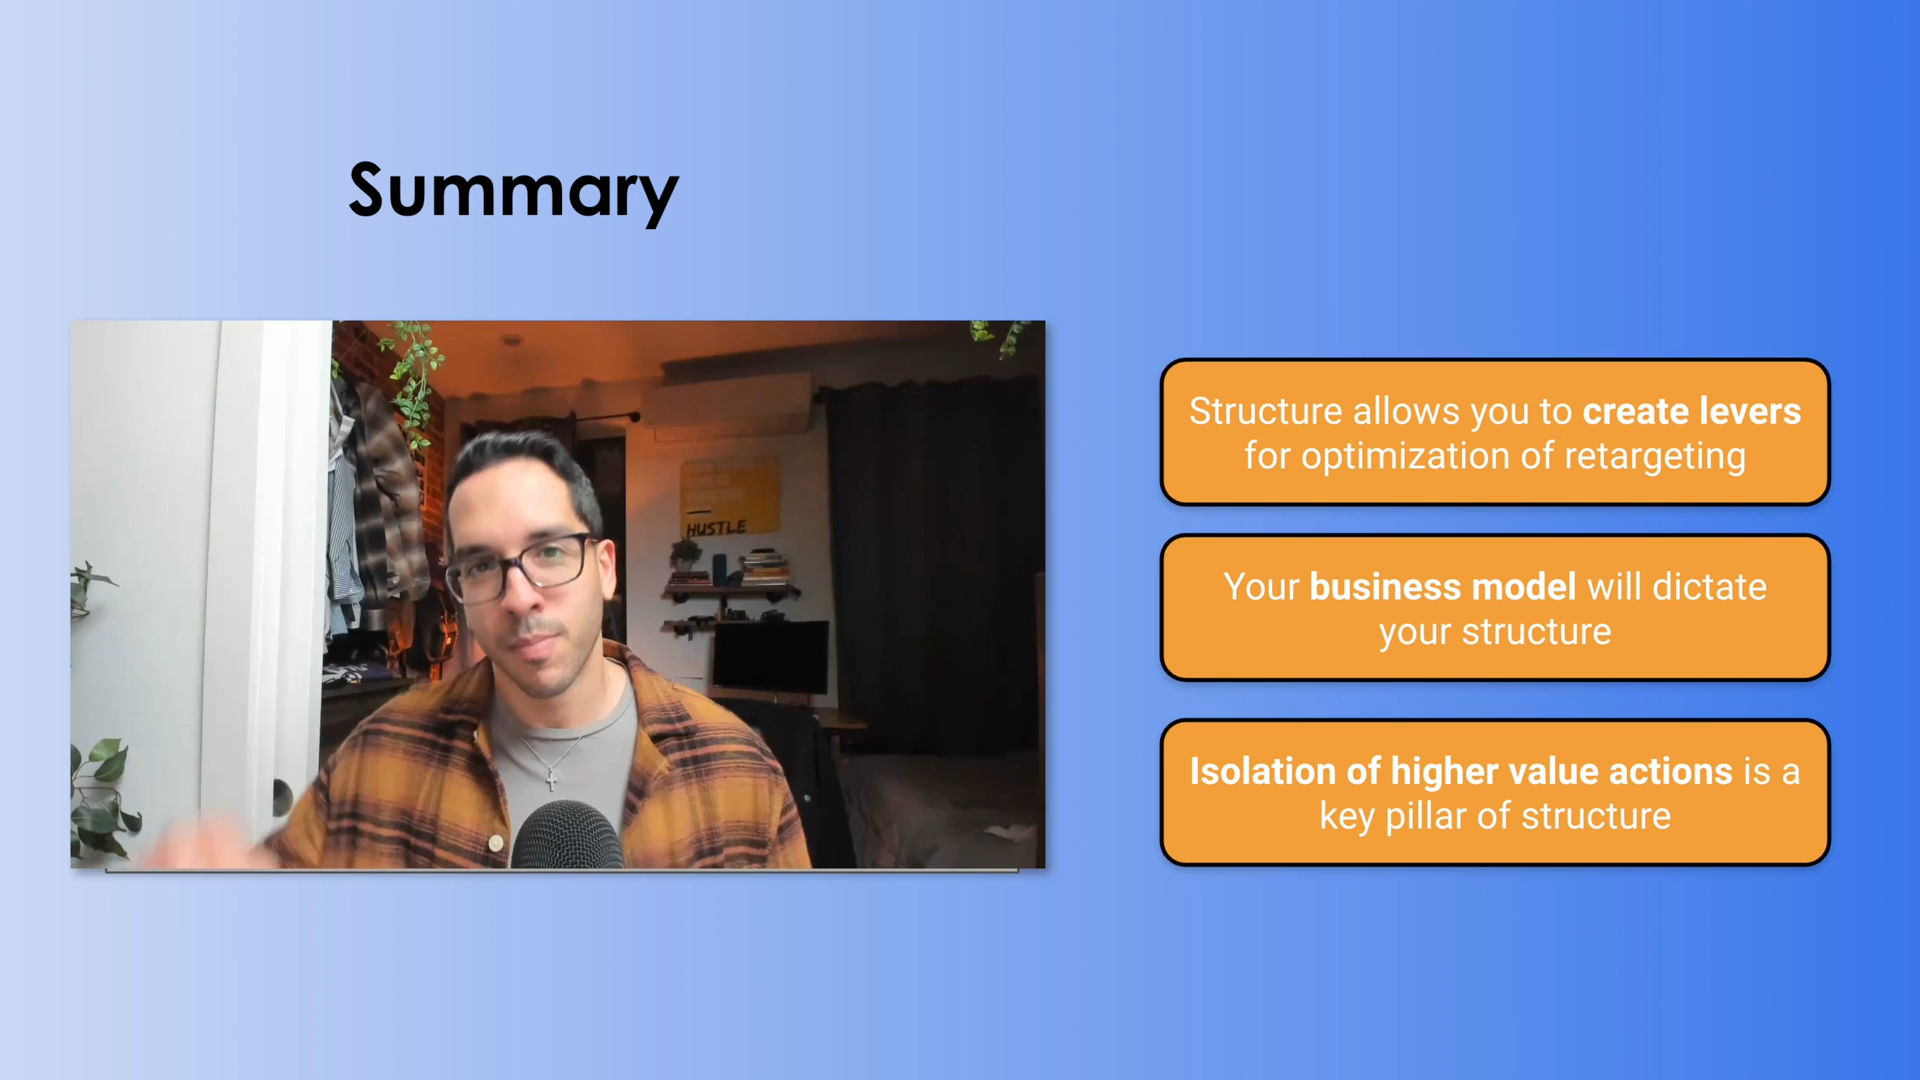 Summary
HUSTLE
Structure allows you to create levers
for optimization of retargeting
Your business model will dictate
your structure
Isolation of higher value actions is a
key pillar of structure